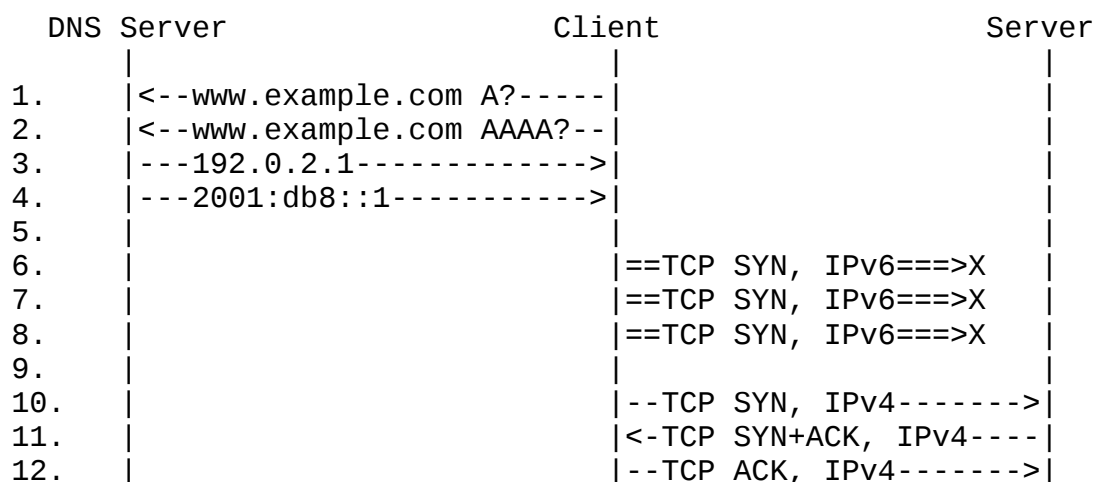 DNS Server                  Client                  Server
       |                          |                       |
1.     |<--www.example.com A?-----|                       |
2.     |<--www.example.com AAAA?--|                       |
3.     |---192.0.2.1------------->|                       |
4.     |---2001:db8::1----------->|                       |
5.     |                          |                       |
6.     |                          |==TCP SYN, IPv6===>X   |
7.     |                          |==TCP SYN, IPv6===>X   |
8.     |                          |==TCP SYN, IPv6===>X   |
9.     |                          |                       |
10.    |                          |--TCP SYN, IPv4------->|
11.    |                          |<-TCP SYN+ACK, IPv4----|
12.    |                          |--TCP ACK, IPv4------->|